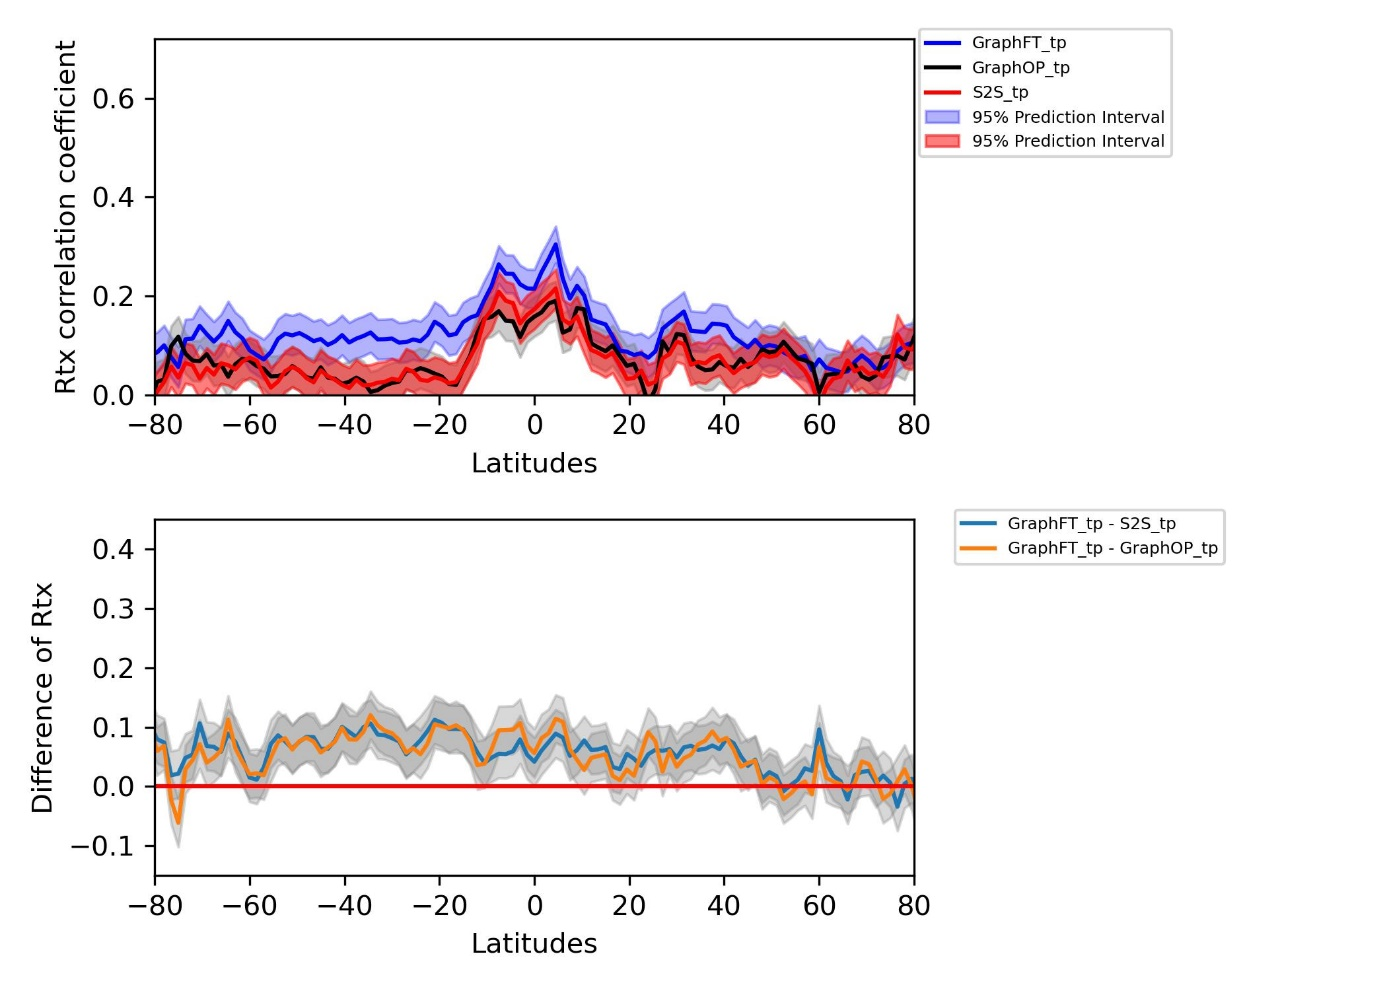 Rtx correlation coefficient
0.6
0.4
0.2
0.0
−80 −60 −40 −20 0 20 40 60 80
Latitudes
GraphFT_tp
GraphOP_tp
S2S_tp
95% Prediction Interval
95% Prediction Interval
Difference of Rtx
0.4
0.3
0.2
0.1
0.0
−0.1
−80 −60 −40 −20 0 20 40 60 80
Latitudes
GraphFT_tp - S2S_tp
GraphFT_tp - GraphOP_tp